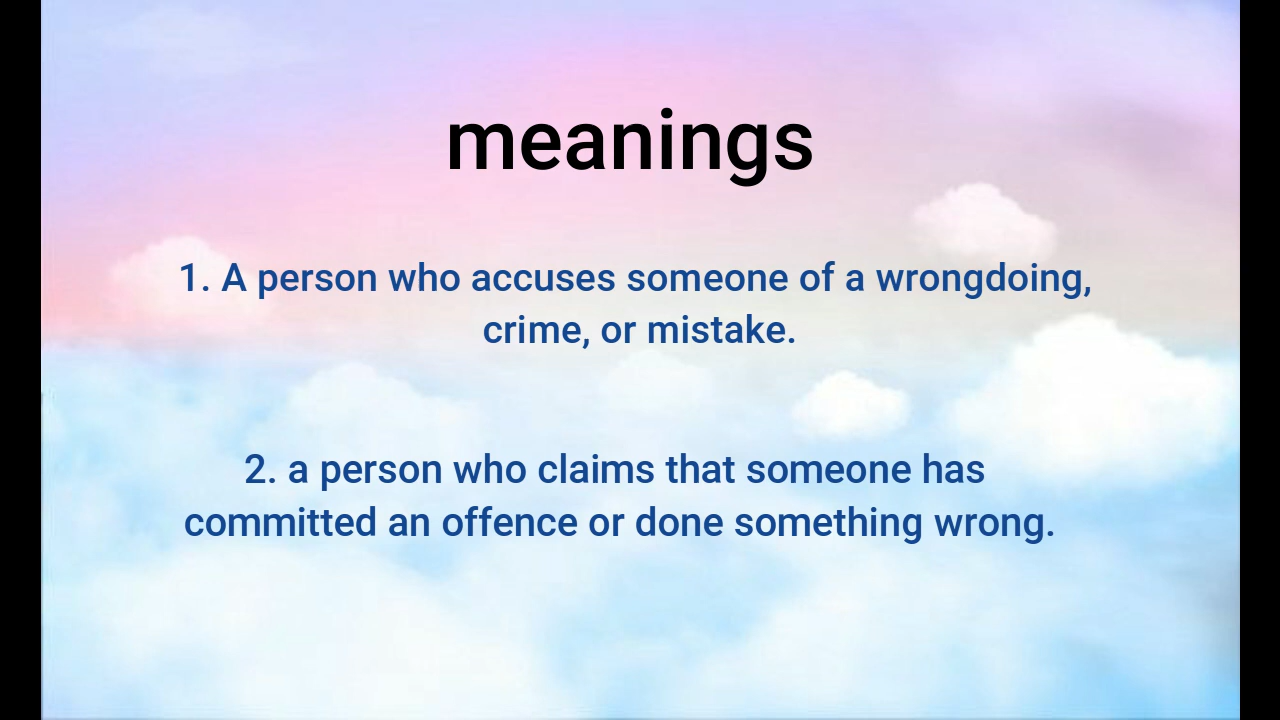 meanings
1. A person who accuses someone of a wrongdoing,
crime, or mistake.
2. a person who claims that someone has
committed an offence or done something wrong.